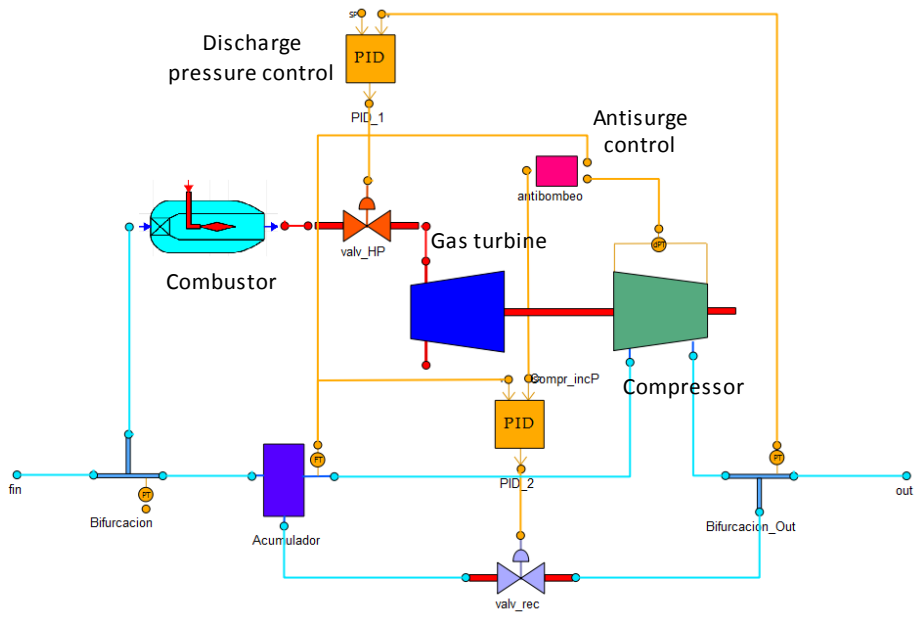 SP
Discharge
pressure control
PID
PID_1
Antisurge
control
antibombeo
valv_HP
Gas turbine
dPT
Combustor
Compr_incP
Compressor
PID
PID_2
fin
PT
Bifurcacion
Acumulador
FT
PT
Bifurcacion_Out
out
valv_rec